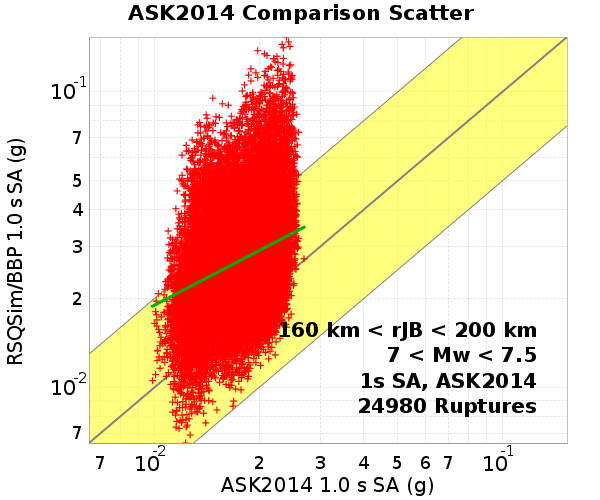 ASK2014 Comparison Scatter
RSQSim/BBP 1.0 s SA (g)
10-1
7
5
4
3
2
10-2
7
160 km < rJB < 200 km
7 < Mw < 7.5
1s SA, ASK2014
24980 Ruptures
7 10-2 2 3 4 5 6 7 10-1
ASK2014 1.0 s SA (g)